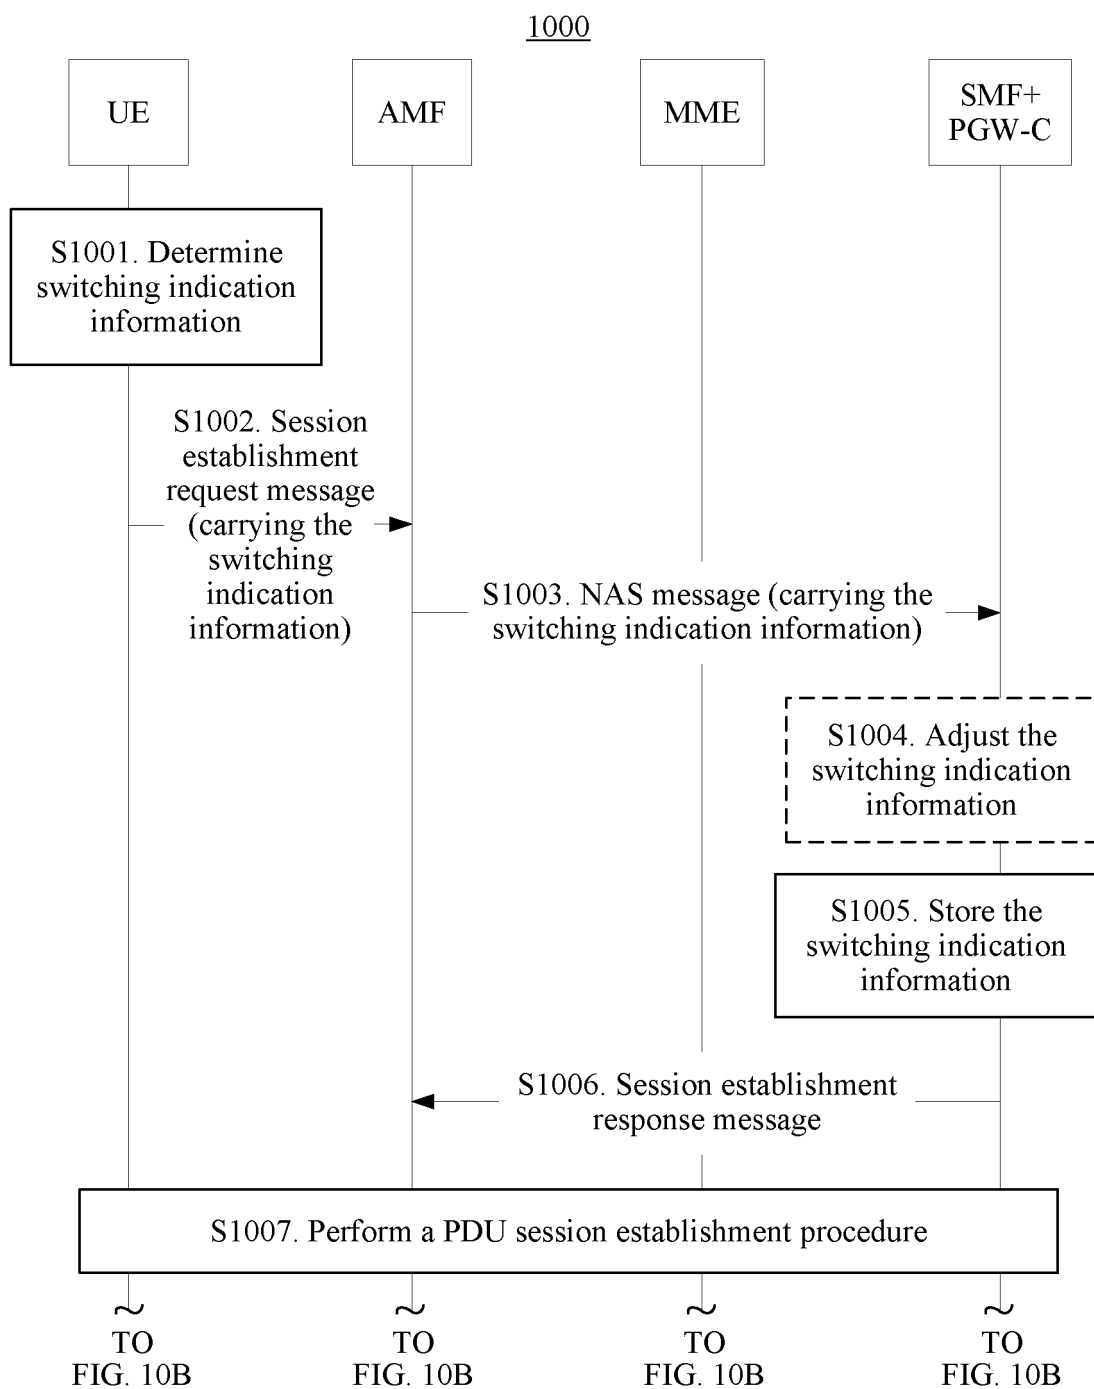 1000
UE
AMF
MME
SMF+
PGW-C
S1001. Determine
switching indication
information
S1002. Session
establishment
request message
(carrying the
switching
indication
information)
S1003. NAS message (carrying the
switching indication information)
S1004. Adjust the
switching indication
information
S1005. Store the
switching indication
information
S1006. Session establishment
response message
S1007. Perform a PDU session establishment procedure
TO
FIG. 10B
TO
FIG. 10B
TO
FIG. 10B
TO
FIG. 10B